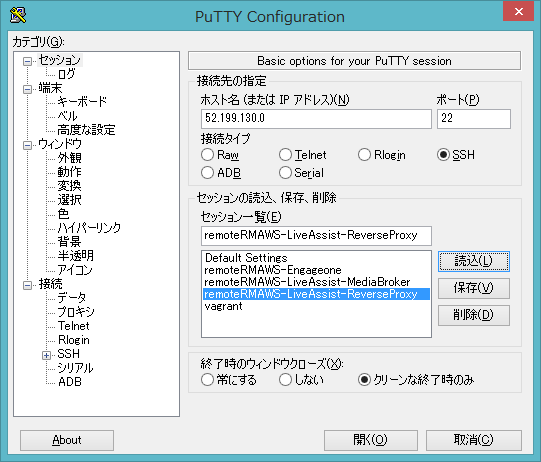 PuTTY Configuration
カテゴリ(G):
セッション
ログ
端末
キーボード
ベル
高度な設定
ウィンドウ
外観
動作
変換
選択
色
ハイパーリンク
背景
半透明
アイコン
接続
データ
プロキシ
Telnet
Rlogin
SSH
シリアル
ADB
Basic options for your PuTTY session
接続先の指定
ホスト名 (または IP アドレス)(N) ポート(P)
52.199.130.0 22
接続タイプ
Raw Telnet Rlogin SSH
ADB Serial
セッションの読込、保存、削除
セッション一覧(E)
remoteRMAWS-LiveAssist-ReverseProxy
Default Settings
remoteRMAWS-Engageone
remoteRMAWS-LiveAssist-MediaBroker
remoteRMAWS-LiveAssist-ReverseProxy
vagrant
読込(L)
保存(V)
削除(D)
終了時のウィンドウクローズ(X):
常にする しない クリーンな終了時のみ
About 開く(O) 取消(C)